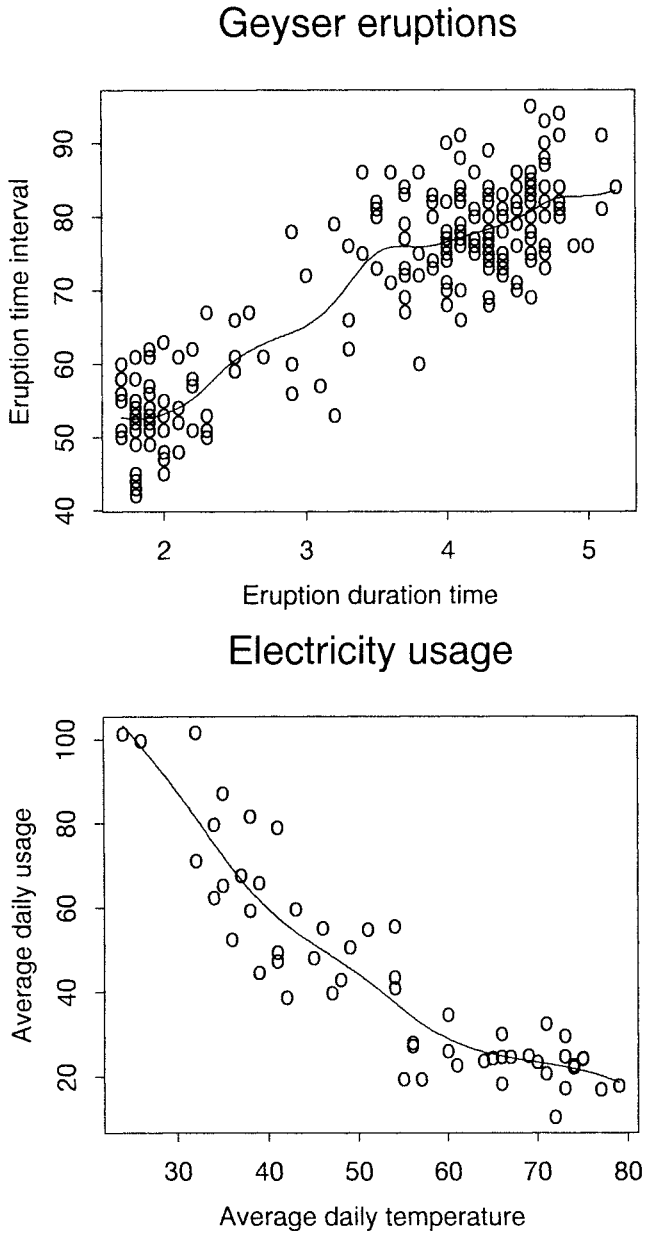 Geyser eruptions
Eruption time interval
90
80
70
60
50
40
2 3 4 5
Eruption duration time
Electricity usage
Average daily usage
100
80
60
40
20
30 40 50 60 70 80
Average daily temperature